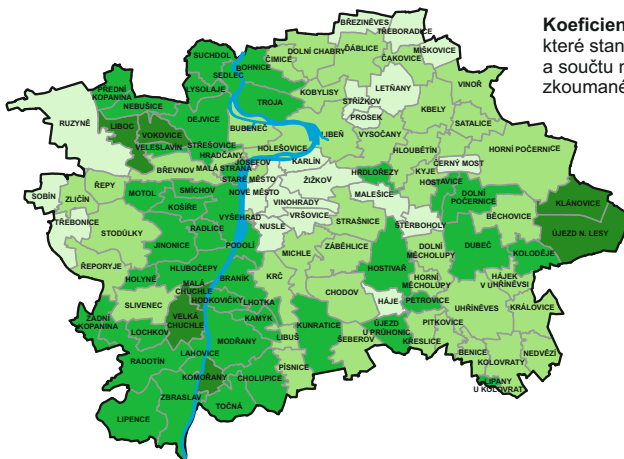 Koeficien
které stan
a součtu r
zkoumané
BŘEZINĚVES
TŘEBORADICE
ĎÁBLICE
MIŠKOVICE
DOLNÍ CHABRY
ČAKOVICE
SUCHDOL
BOHNICE
ČIMICE
SEDLEC
LETŇANY
VINOŘ
PŘEDNÍ
KOPANINA
LYSOLAJE
KOBYLISY
NEBUŠICE
TROJA
STŘÍŽKOV
KBELY
RUZYNĚ
LIBOC
DEJVICE
PROSEK
SATALICE
VOKOVICE
BUBENEČ
LIBEŇ
VYSOČANY
VELESLAVÍN
STŘEŠOVICE
HOLEŠOVICE
HLOUBĚTÍN
HORNÍ POČERNICE
HRADČANY
JOSEFOV
KARLÍN
ČERNÝ MOST
BŘEVNOV
MALÁ STRANA
HRDLOŘEZY
KYJE
STARÉ MĚSTO
ŽIŽKOV
HOSTAVICE
ŘEPY
MOTOL
SMÍCHOV
NOVÉ MĚSTO
MALEŠICE
DOLNÍ
POČERNICE
KLÁNOVICE
SOBÍN
ZLIČÍN
VINOHRADY
KOŠÍŘE
BĚCHOVICE
TŘEBONICE
VYŠEHRAD
VRŠOVICE
STRAŠNICE
ŠTĚRBOHOLY
STODŮLKY
RADLICE
NUSLE
ÚJEZD N. LESY
JINONICE
PODOLÍ
MICHLE
ZÁBĚHLICE
DOLNÍ
MĚCHOLUPY
DUBEČ
KOLODĚJE
ŘEPORYJE
HLUBOČEPY
HOSTIVAŘ
HOLYNĚ
BRANÍK
KRČ
HORNÍ
MĚCHOLUPY
HÁJEK
V UHŘÍNĚVSI
MALÁ
CHUCHLE
CHODOV
SLIVENEC
HODKOVIČKY
LHOTKA
HÁJE
PETROVICE
KRÁLOVICE
ZADNÍ
KOPANINA
VELKÁ
CHUCHLE
KAMÝK
KUNRATICE
ÚJEZD
U PRŮHONIC
UHŘÍNĚVES
LOCHKOV
PITKOVICE
MODŘANY
LIBUŠ
ŠEBEROV
KŘESLICE
RADOTÍN
LAHOVICE
BENICE
NEDVĚZÍ
PÍSNICE
KOLOVRATY
KOMOŘANY
CHOLUPICE
LIPANY
U KOLOVRAT
ZBRASLAV
TOČNÁ
LIPENCE